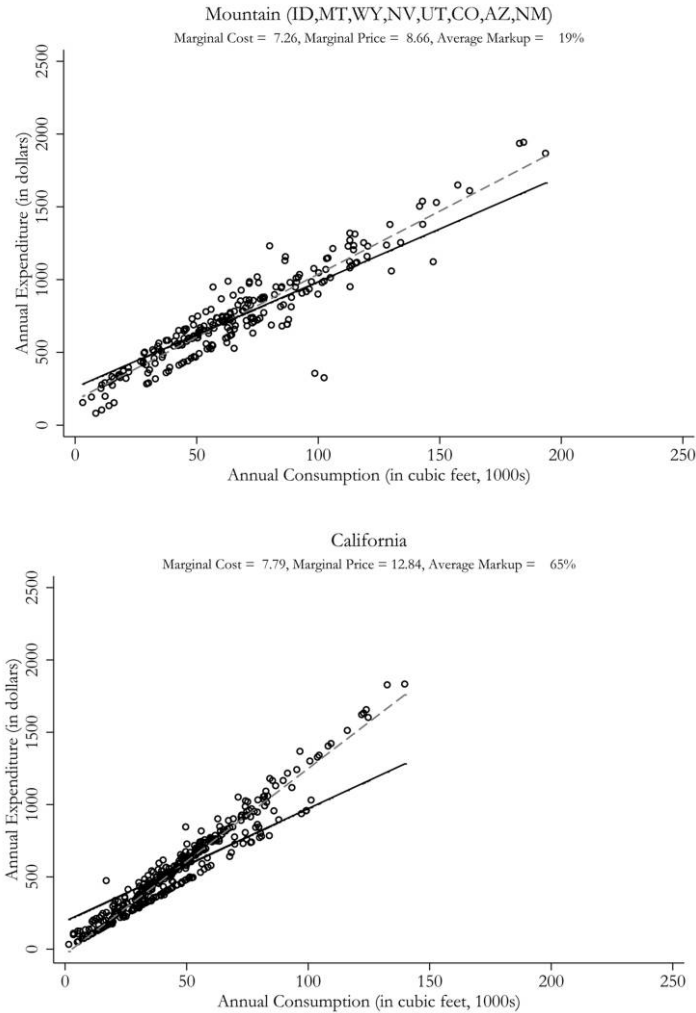 Mountain (ID,MT,WY,NV,UT,CO,AZ,NM)
Marginal Cost = 7.26, Marginal Price = 8.66, Average Markup = 19%
Annual Expenditure (in dollars)
2500
2000
1500
1000
500
0
0 50 100 150 200 250
Annual Consumption (in cubic feet, 1000s)
California
Marginal Cost = 7.79, Marginal Price = 12.84, Average Markup = 65%
Annual Expenditure (in dollars)
2500
2000
1500
1000
500
0
0 50 100 150 200 250
Annual Consumption (in cubic feet, 1000s)